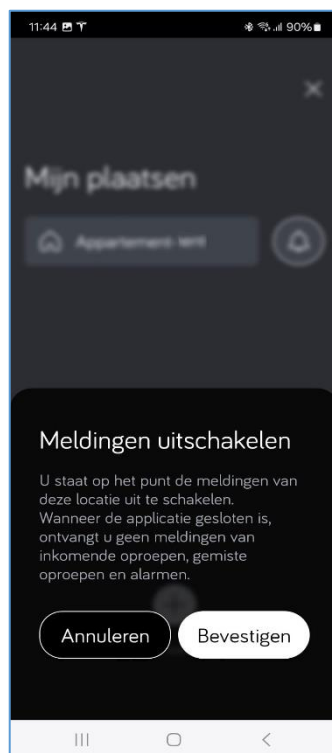 11:44 90%
Mijn plaatsen
Appartement
Meldingen uitschakelen
U staat op het punt de meldingen van
deze locatie uit te schakelen.
Wanneer de applicatie gesloten is,
ontvangt u geen meldingen van
inkomende oproepen, gemiste
oproepen en alarmen.
Annuleren Bevestigen